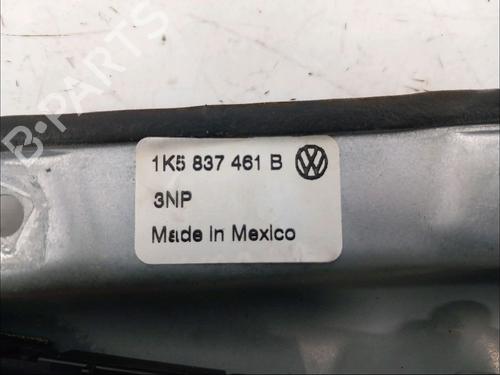 B-PARTS
1K5 837 461 B
3NP
Made in Mexico